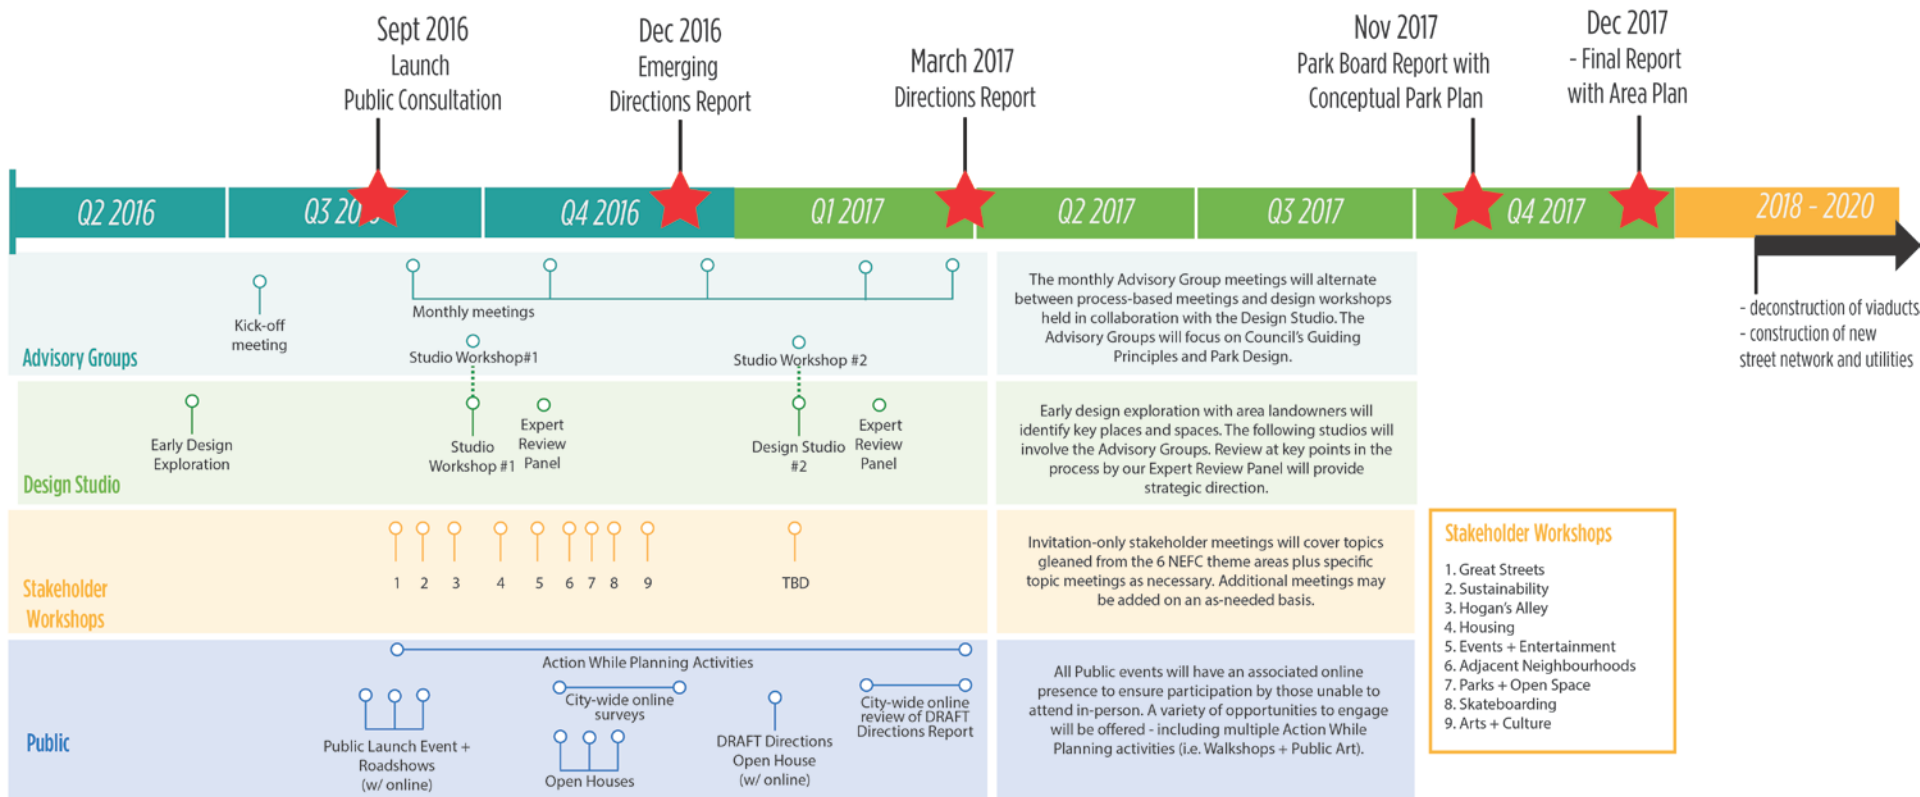 Sept 2016
Launch
Public Consultation
Dec 2016
Emerging
Directions Report
March 2017
Directions Report
Nov 2017
Park Board Report with
Conceptual Park Plan
Dec 2017
- Final Report
with Area Plan
Q2 2016
Q3 2016
Q4 2016
Q1 2017
Q2 2017
Q3 2017
Q4 2017
2018 - 2020
- deconstruction of viaducts
- construction of new
street network and utilities
Advisory Groups
Kick-off
meeting
Monthly meetings
Studio Workshop#1
Studio Workshop #2
The monthly Advisory Group meetings will alternate
between process-based meetings and design workshops
held in collaboration with the Design Studio. The
Advisory Groups will focus on Council's Guiding
Principles and Park Design.
Design Studio
Early Design
Exploration
Studio
Workshop #1
Expert
Review
Panel
Design Studio
#2
Expert
Review
Panel
Early design exploration with area landowners will
identify key places and spaces. The following studios will
involve the Advisory Groups. Review at key points in the
process by our Expert Review Panel will provide
strategic direction.
Stakeholder
Workshops
1
2
3
4
5
6
7
8
9
TBD
Invitation-only stakeholder meetings will cover topics
gleaned from the 6 NEFC theme areas plus specific
topic meetings as necessary. Additional meetings may
be added on an as-needed basis.
Stakeholder Workshops
1. Great Streets
2. Sustainability
3. Hogan's Alley
4. Housing
5. Events + Entertainment
6. Adjacent Neighbourhoods
7. Parks + Open Space
8. Skateboarding
9. Arts + Culture
Public
Action While Planning Activities
Public Launch Event +
Roadshows
(w/ online)
City-wide online
surveys
Open Houses
DRAFT Directions
Open House
(w/ online)
City-wide online
review of DRAFT
Directions Report
All Public events will have an associated online
presence to ensure participation by those unable to
attend in-person. A variety of opportunities to engage
will be offered - including multiple Action While
Planning activities (i.e. Walkshops + Public Art).